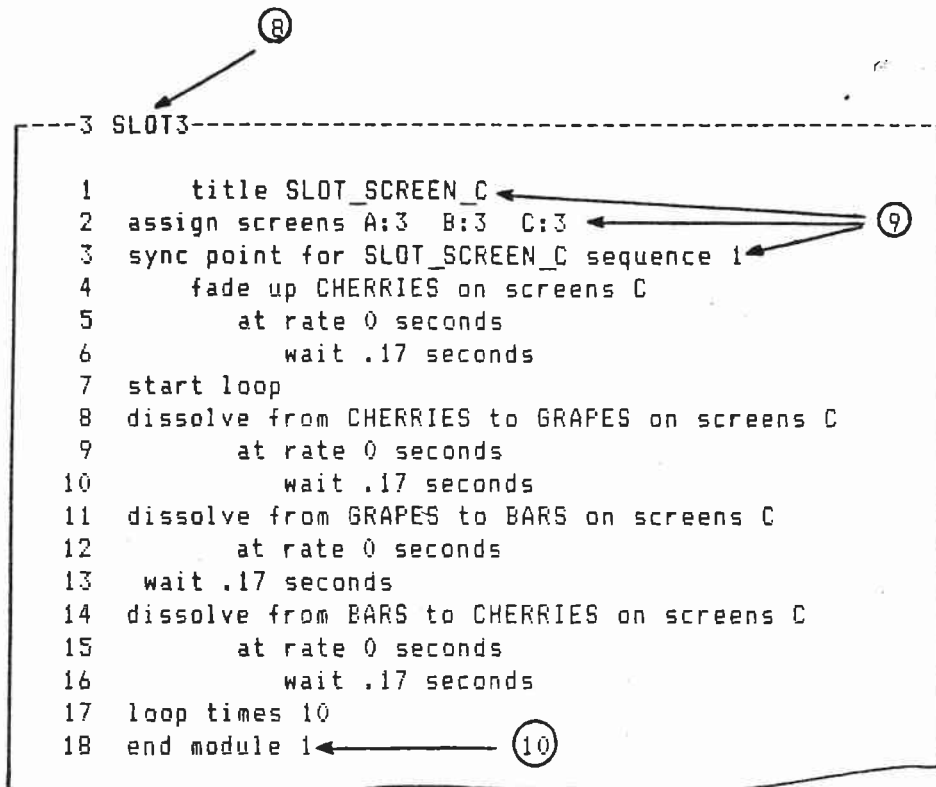 8
---3 SLOT3---------------------------------------------
1 title SLOT_SCREEN_C
2 assign screens A:3 B:3 C:3
9
3 sync point for SLOT_SCREEN_C sequence 1
4 fade up CHERRIES on screens C
5 at rate 0 seconds
6 wait .17 seconds
7 start loop
8 dissolve from CHERRIES to GRAPES on screens C
9 at rate 0 seconds
10 wait .17 seconds
11 dissolve from GRAPES to BARS on screens C
12 at rate 0 seconds
13 wait .17 seconds
14 dissolve from BARS to CHERRIES on screens C
15 at rate 0 seconds
16 wait .17 seconds
17 loop times 10
18 end module 1
10